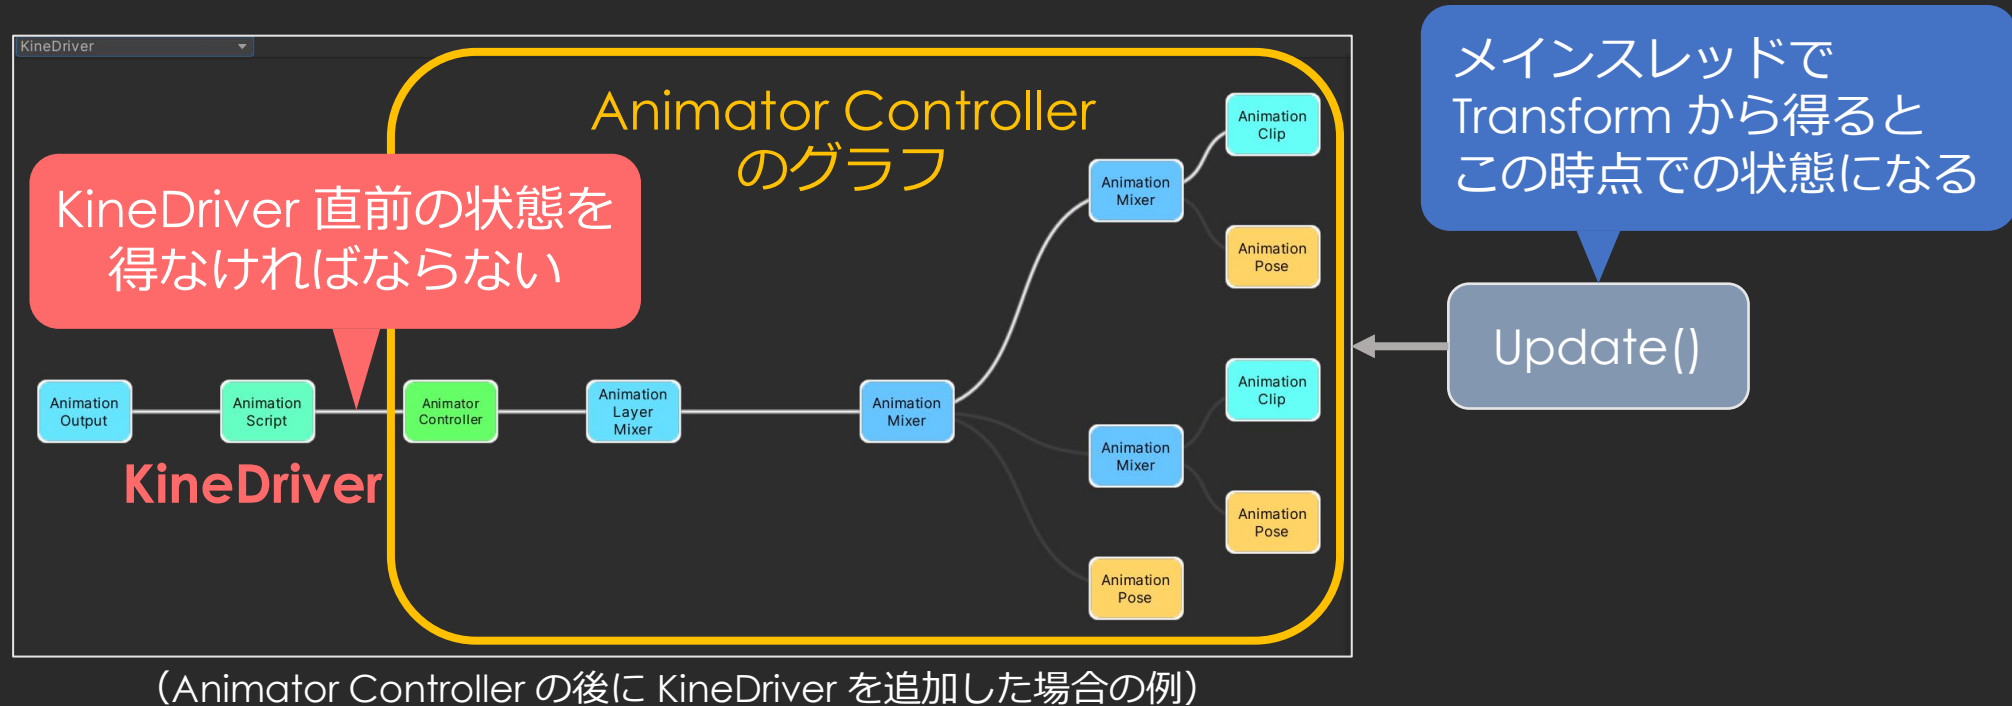 KineDriver
Animator Controller
のグラフ
KineDriver 直前の状態を
得なければならない
メインスレッドで
Transform から得ると
この時点での状態になる
Update()
Animation
Output
Animation
Script
Animator
Controller
Animation
Layer
Mixer
Animation
Mixer
Animation
Mixer
Animation
Clip
Animation
Pose
Animation
Mixer
Animation
Clip
Animation
Pose
Animation
Pose
KineDriver
（Animator Controller の後に KineDriver を追加した場合の例）